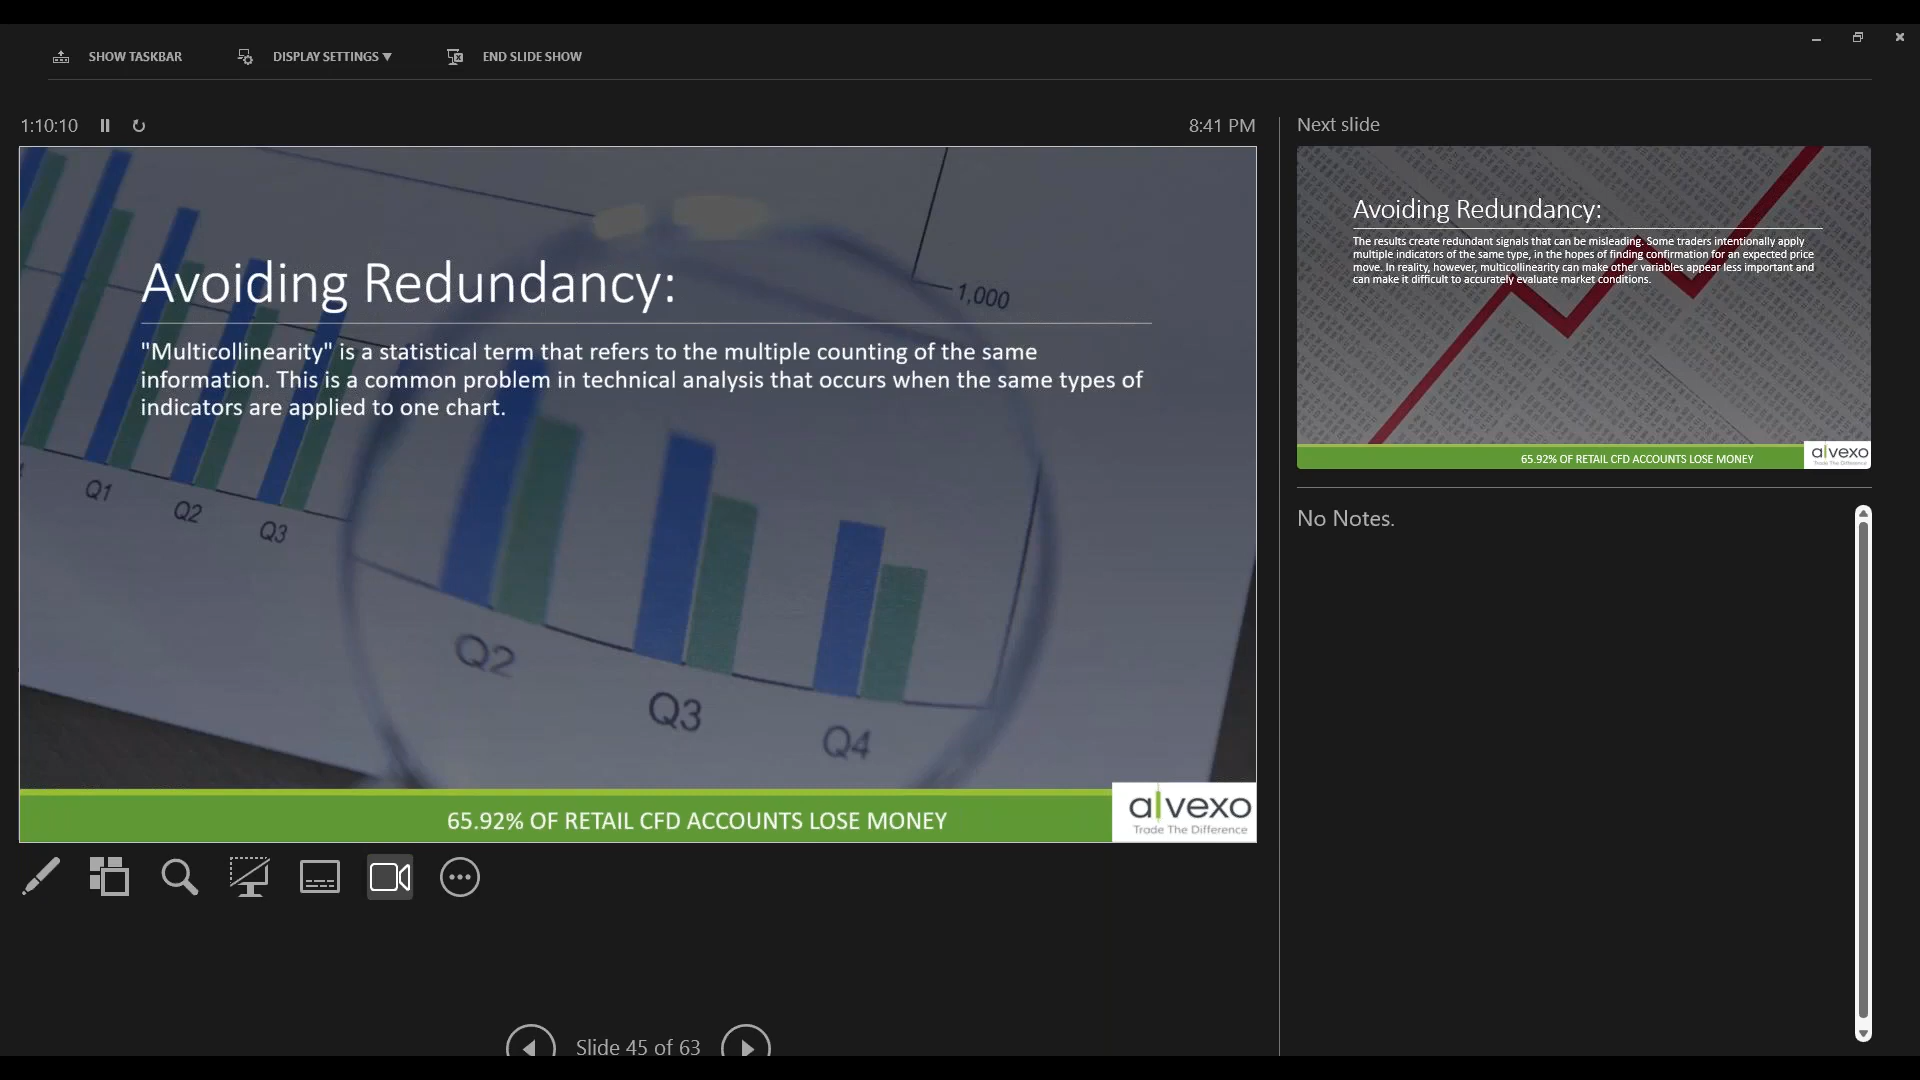 SHOW TASKBAR
DISPLAY SETTINGS ▼
END SLIDE SHOW
1:10:10
8:41 PM
Avoiding Redundancy:
"Multicollinearity" is a statistical term that refers to the multiple counting of the same
information. This is a common problem in technical analysis that occurs when the same types of
indicators are applied to one chart.
1,000
Q1
Q2
Q3
Q2
Q3
Q4
65.92% OF RETAIL CFD ACCOUNTS LOSE MONEY
alvexo
Trade The Difference
Slide 45 of 63
Next slide
Avoiding Redundancy:
The results create redundant signals that can be misleading. Some traders intentionally apply
multiple indicators of the same type, in the hopes of finding confirmation for an expected price
move. In reality, however, multicollinearity can make other variables appear less important and
can make it difficult to accurately evaluate market conditions.
65.92% OF RETAIL CFD ACCOUNTS LOSE MONEY
alvexo
Trade The Difference
No Notes.